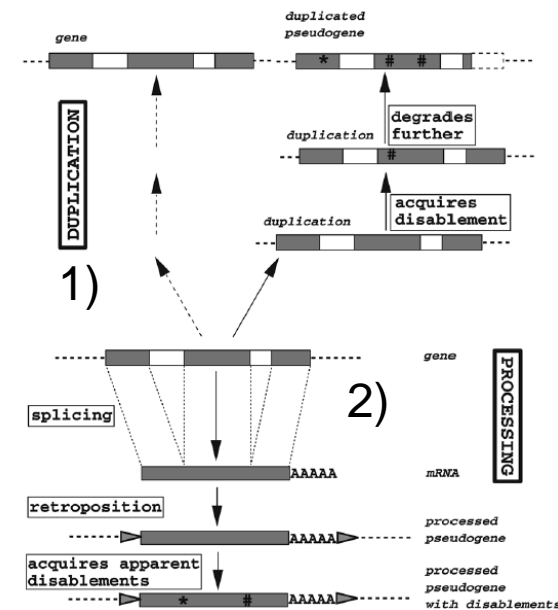 gene
duplicated
pseudogene
* # #
DUPLICATION
duplication
degrades
further
#
acquires
disablement
duplication
1)
gene
PROCESSING
2)
splicing
AAAAA
mRNA
retroposition
AAAAA
processed
pseudogene
acquires apparent
disablements
* #
AAAAA
processed
pseudogene
with disablements